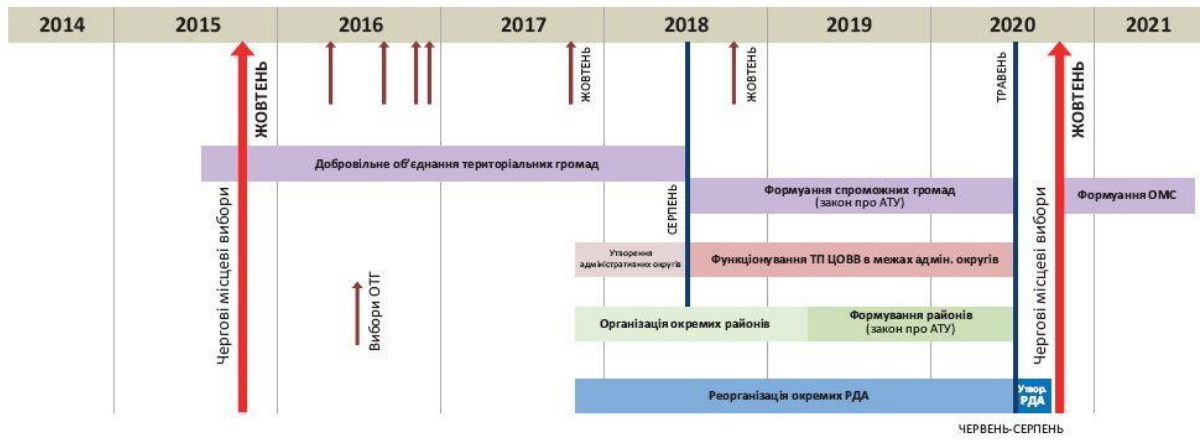 2014
2015
2016
2017
2018
2019
2020
2021
ЖОВТЕНЬ
ЖОВТЕНЬ
ЖОВТЕНЬ
ТРАВЕНЬ
ЖОВТЕНЬ
Добровільне об'єднання територіальних громад
Чергові місцеві вибори
СЕРПЕНЬ
Формуання спроможних громад
(закон про АТУ)
Чергові місцеві вибори
Формуання ОМС
Утворення
адміністративних округів
Функціонування ТП ЦОВВ в межах адмін. округів
Вибори ОТГ
Організація окремих районів
Формування районів
(закон про АТУ)
Реорганізація окремих РДА
Утвор.
РДА
ЧЕРВЕНЬ-СЕРПЕНЬ